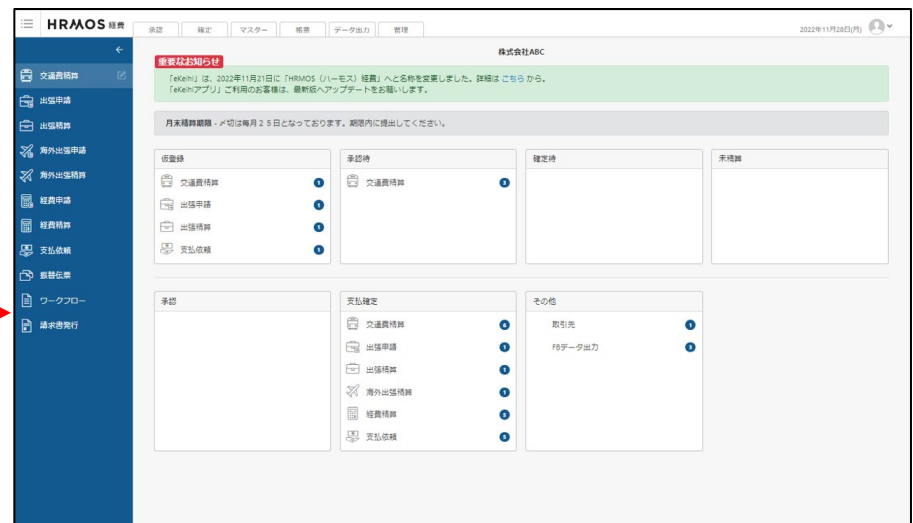 HRMOS 経費
承認
確定
マスター
帳票
データ出力
管理
2022年11月28日(月)
交通費精算
出張申請
出張精算
海外出張申請
海外出張精算
経費申請
経費精算
支払依頼
振替伝票
ワークフロー
請求書発行
株式会社ABC
重要なお知らせ
「eKeihi」は、2022年11月21日に「HRMOS（ハーモス）経費」へと名称を変更しました。詳細は こちら から。
「eKeihiアプリ」ご利用のお客様は、最新版へアップデートをお願いします。
月末精算期限 - 〆切は毎月２５日となっております。期限内に提出してください。
仮登録
交通費精算 1
出張申請 1
出張精算 1
支払依頼 1
承認待
交通費精算 3
確定待
未精算
承認
支払確定
交通費精算 6
出張申請 1
出張精算 1
海外出張精算 1
経費精算 5
支払依頼 5
その他
取引先 1
FBデータ出力 3